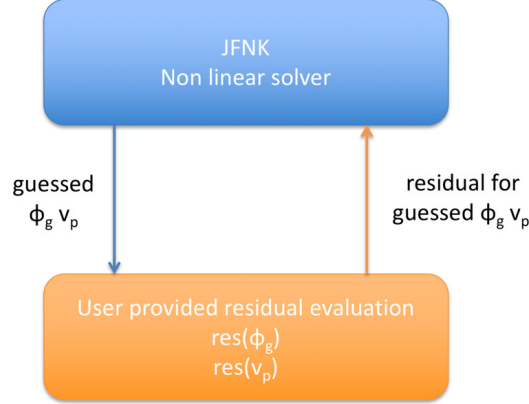 JFNK
Non linear solver
guessed
ϕg vp
residual for
guessed ϕg vp
User provided residual evaluation
res(ϕg)
res(vp)